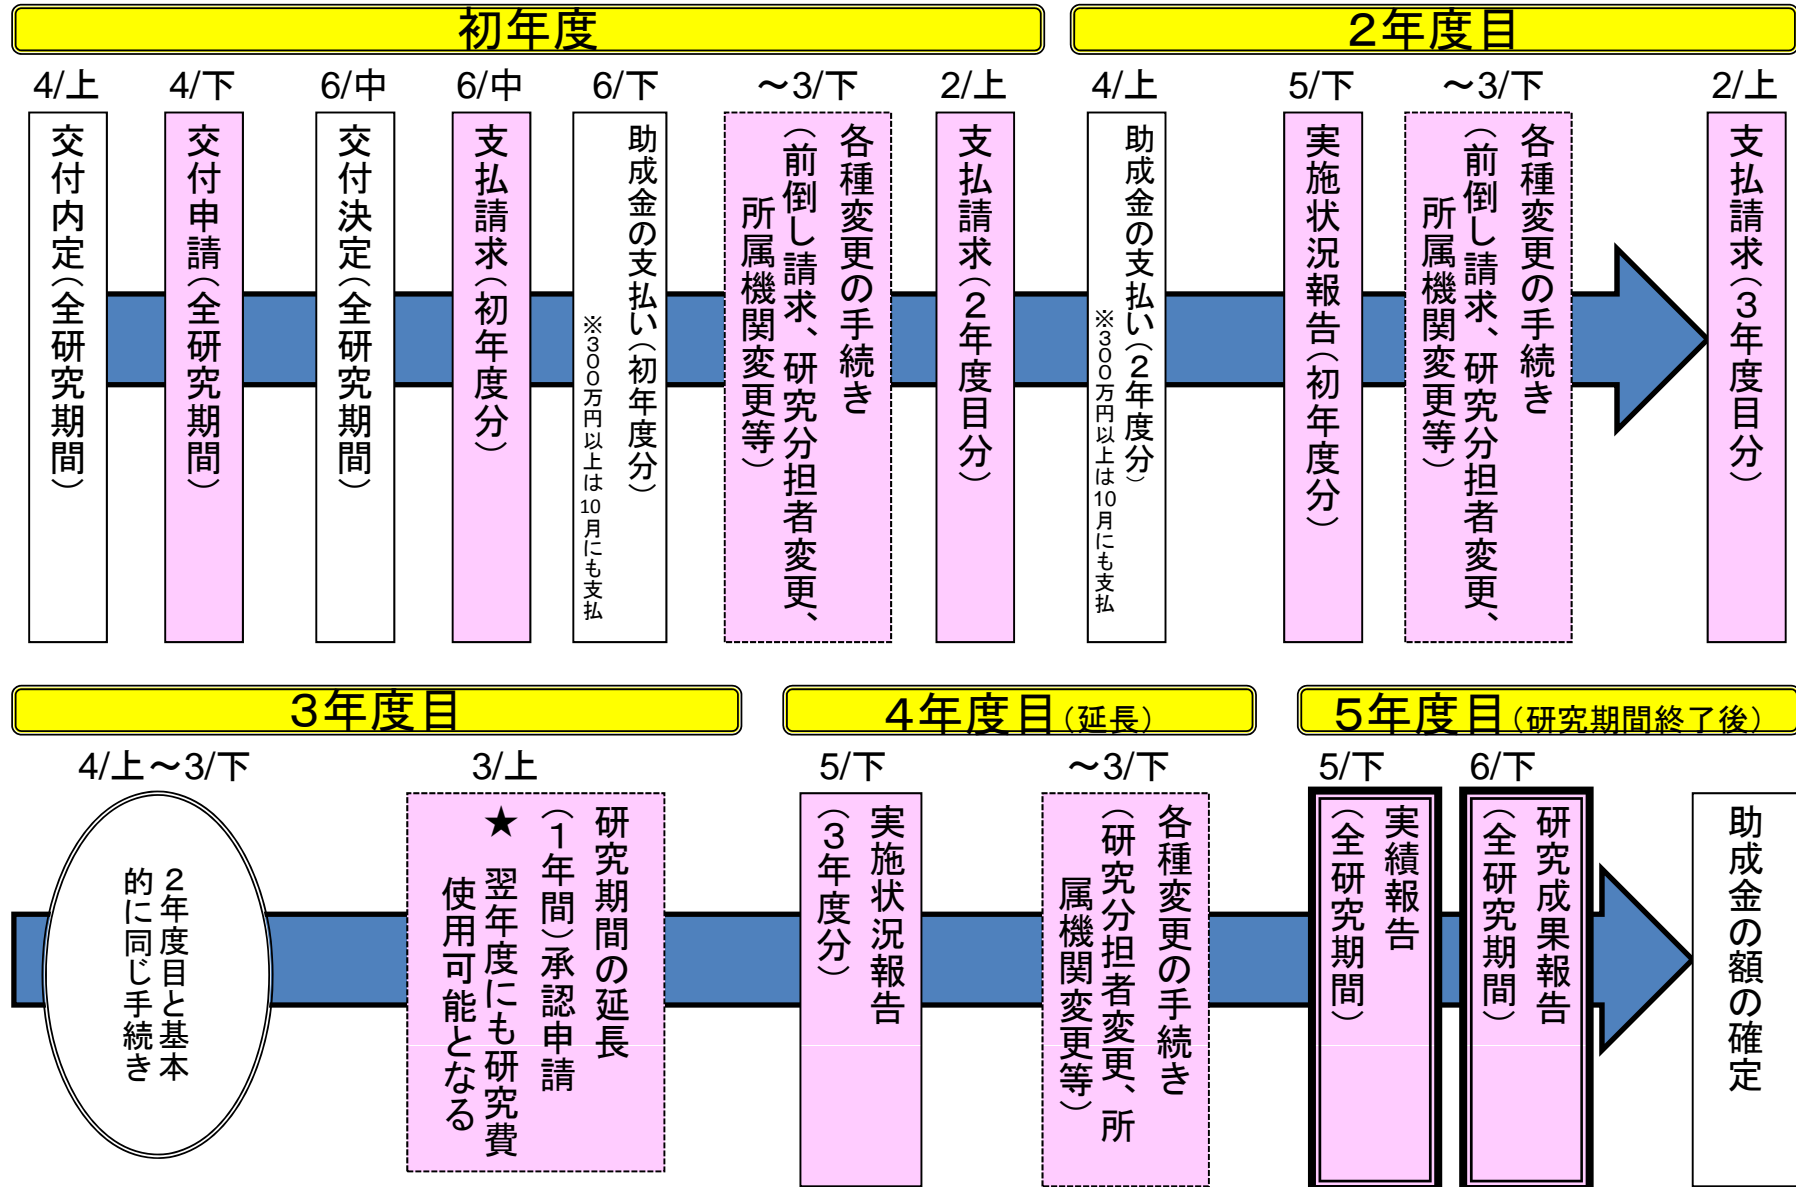 初年度
4/上
交付内定（全研究期間）
4/下
交付申請（全研究期間）
6/中
交付決定（全研究期間）
6/中
支払請求（初年度分）
6/下
助成金の支払い（初年度分）
※300万円以上は10月にも支払
～3/下
各種変更の手続き
（前倒し請求、研究分担者変更、
所属機関変更等）
2/上
支払請求（２年度目分）
２年度目
4/上
助成金の支払い（２年度分）
※300万円以上は10月にも支払
5/下
実施状況報告（初年度分）
～3/下
各種変更の手続き
（前倒し請求、研究分担者変更、
所属機関変更等）
2/上
支払請求（３年度目分）
３年度目
4/上～3/下
２年度目と基本
的に同じ手続き
3/上
研究期間の延長
（１年間）承認申請
★　翌年度にも研究費
使用可能となる
４年度目（延長）
5/下
実施状況報告
（３年度分）
～3/下
各種変更の手続き
（研究分担者変更、所
属機関変更等）
５年度目（研究期間終了後）
5/下
実績報告
（全研究期間）
6/下
研究成果報告
（全研究期間）
助成金の額の確定